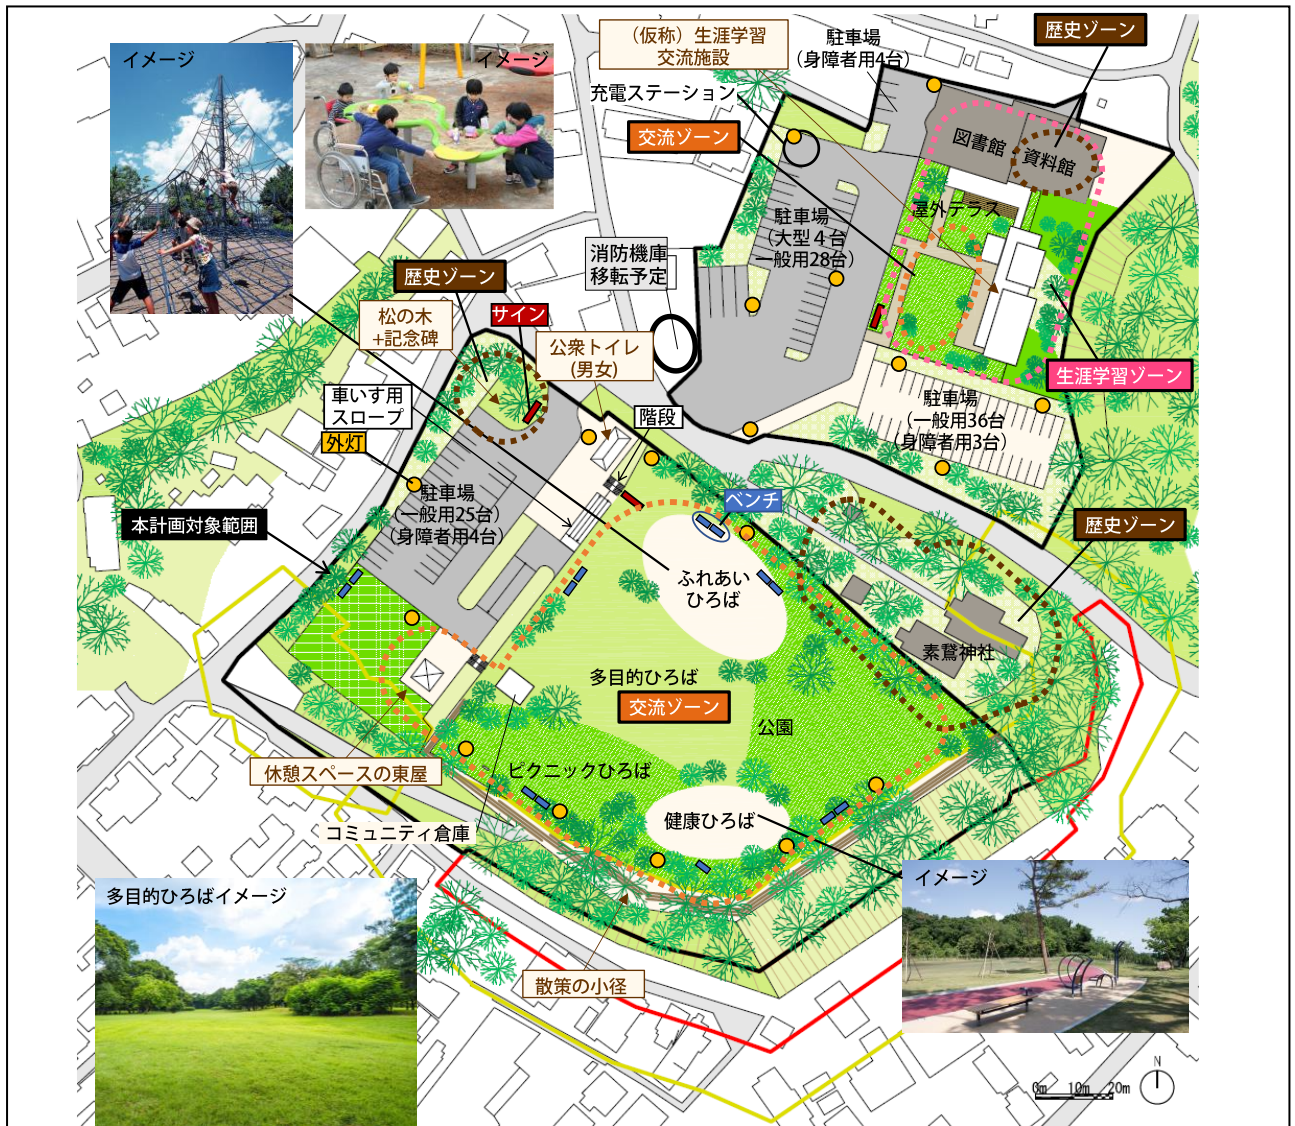 イメージ
イメージ
（仮称）生涯学習
交流施設
駐車場
（身障者用4台）
歴史ゾーン
充電ステーション
交流ゾーン
図書館
資料館
屋外テラス
駐車場
（大型４台
一般用28台）
消防機庫
移転予定
歴史ゾーン
松の木
+記念碑
サイン
公衆トイレ
(男女)
生涯学習ゾーン
車いす用
スロープ
階段
駐車場
（一般用36台
（身障者用3台）
外灯
駐車場
（一般用25台）
（身障者用4台）
ベンチ
本計画対象範囲
歴史ゾーン
ふれあい
ひろば
素鵞神社
多目的ひろば
交流ゾーン
公園
休憩スペースの東屋
ピクニックひろば
コミュニティ倉庫
健康ひろば
多目的ひろばイメージ
イメージ
散策の小径
N
0m 10m 20m